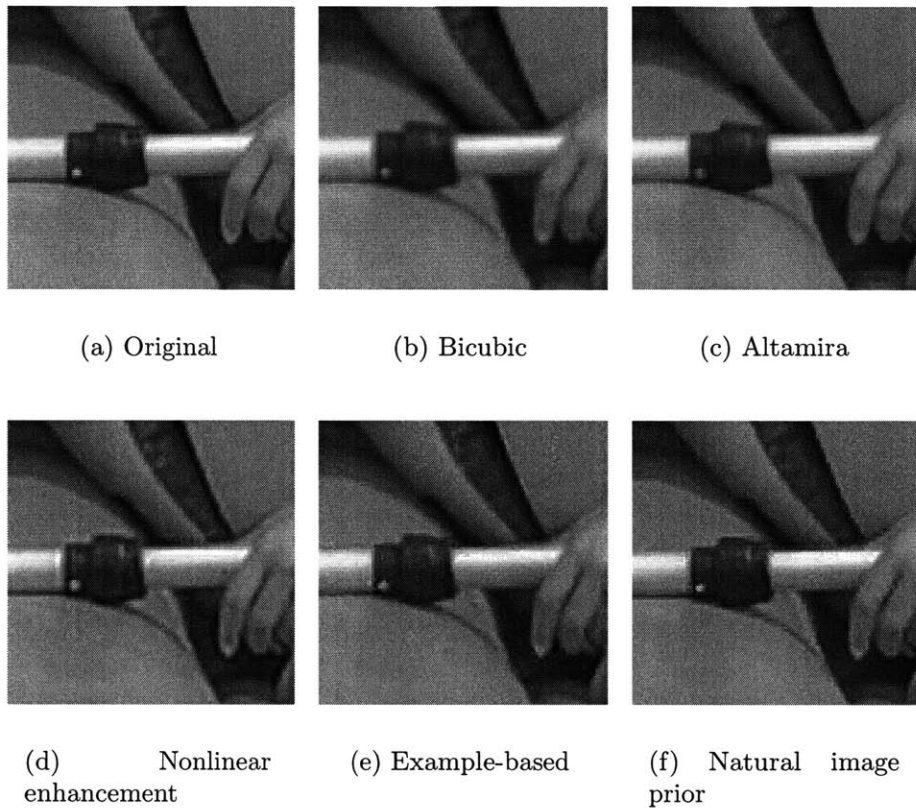 (a) Original
(b) Bicubic
(c) Altamira
(d) Nonlinear
enhancement
(e) Example-based
(f) Natural image
prior